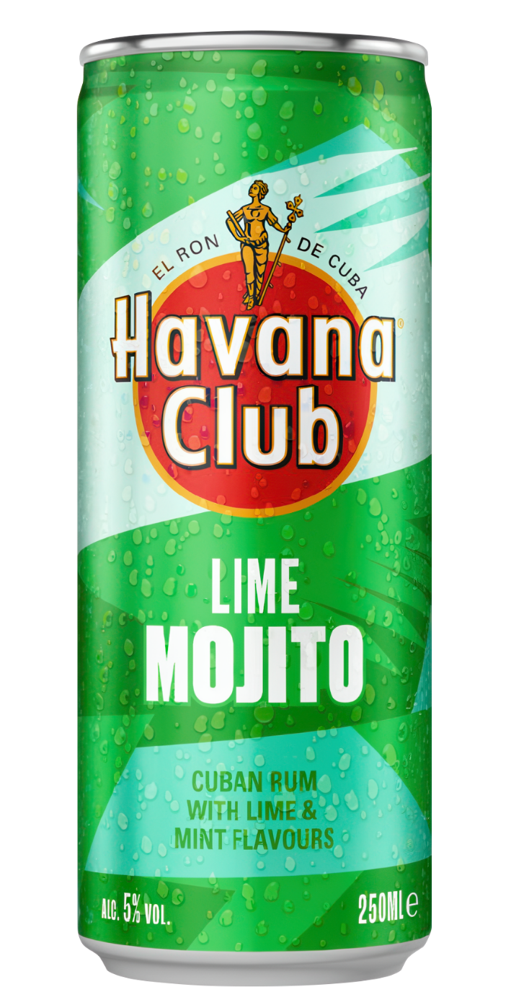 EL RON DE CUBA
Havana
Club
LIME
MOJITO
CUBAN RUM
WITH LIME &
MINT FLAVOURS
ALC. 5% VOL.
250ML e